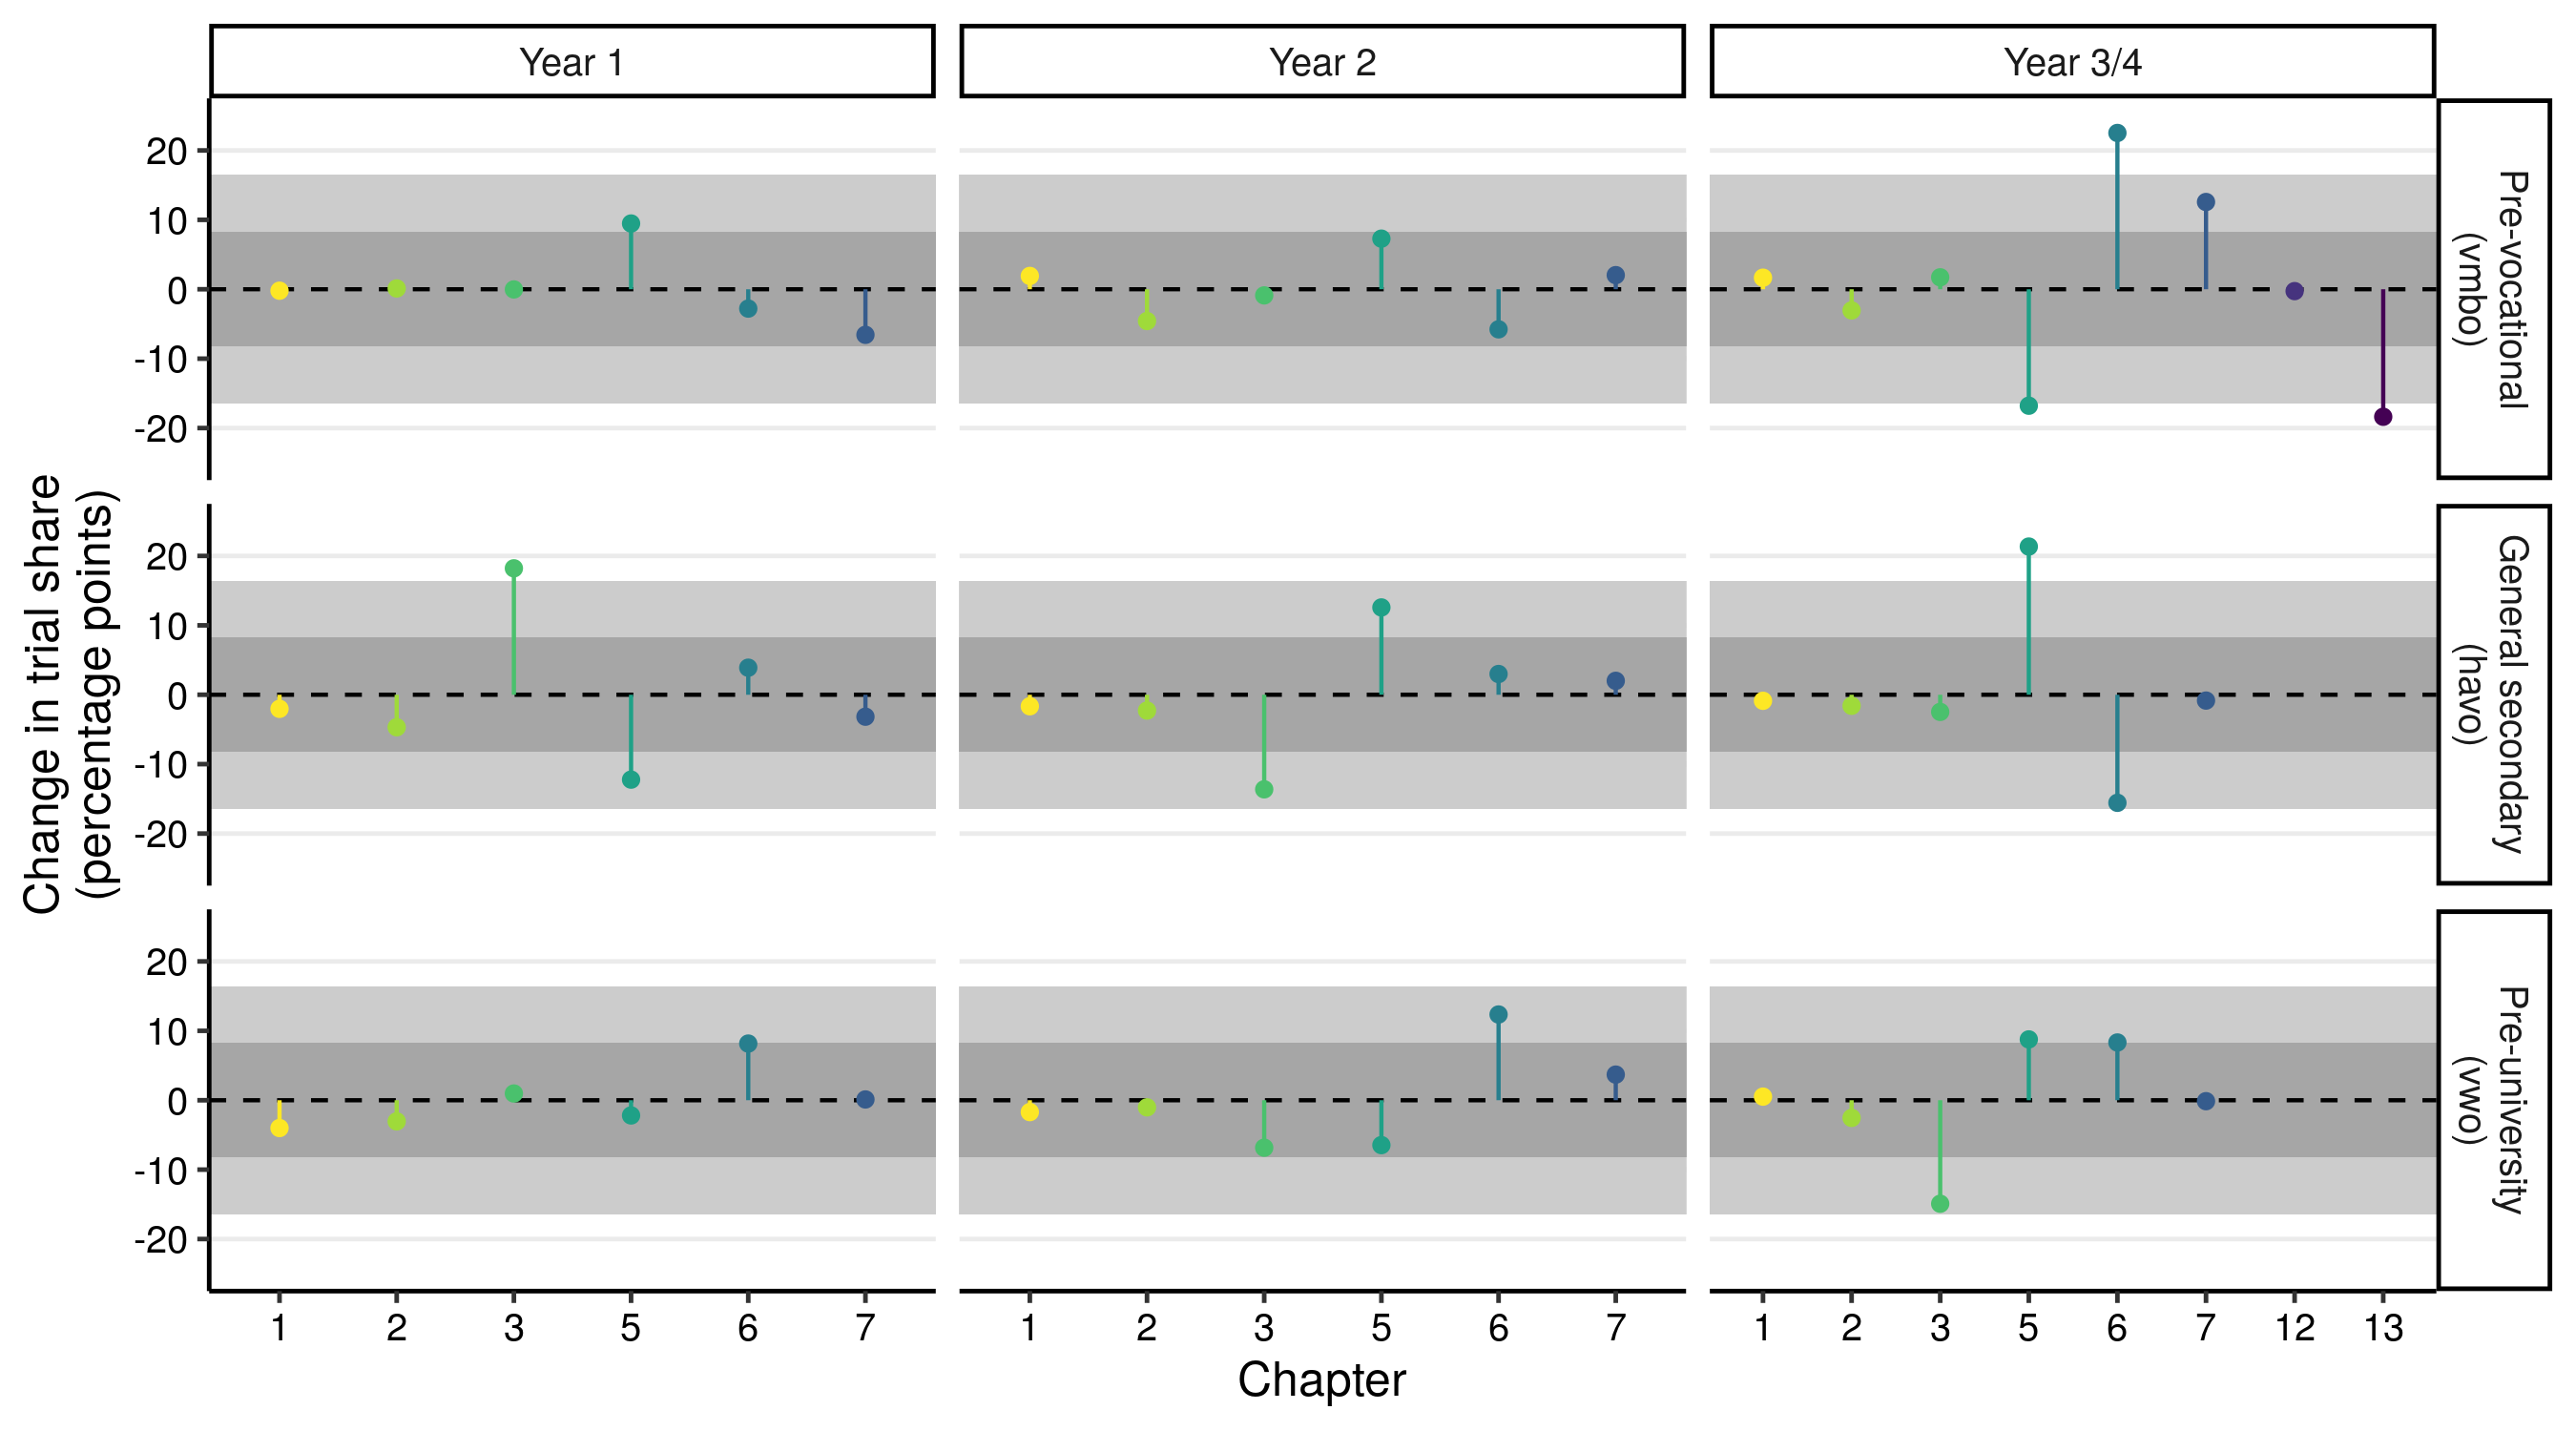 Year 1
Year 2
Year 3/4
Change in trial share
(percentage points)
20
10
0
-10
-20
Pre-vocational
(vmbo)
20
10
0
-10
-20
General secondary
(havo)
20
10
0
-10
-20
Pre-university
(vwo)
1 2 3 5 6 7
1 2 3 5 6 7
1 2 3 5 6 7 12 13
Chapter